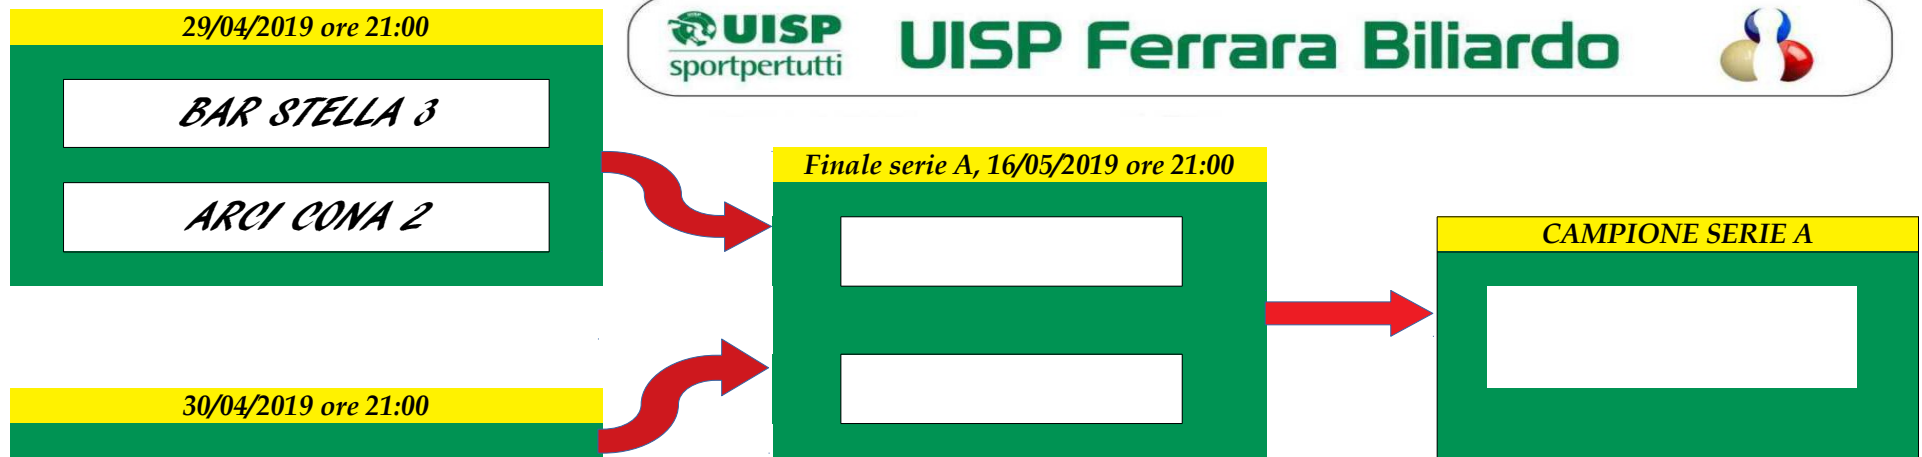 29/04/2019 ore 21:00
BAR STELLA 3
ARCI CONA 2
30/04/2019 ore 21:00
UISP
sportpertutti
UISP Ferrara Biliardo
Finale serie A, 16/05/2019 ore 21:00
CAMPIONE SERIE A